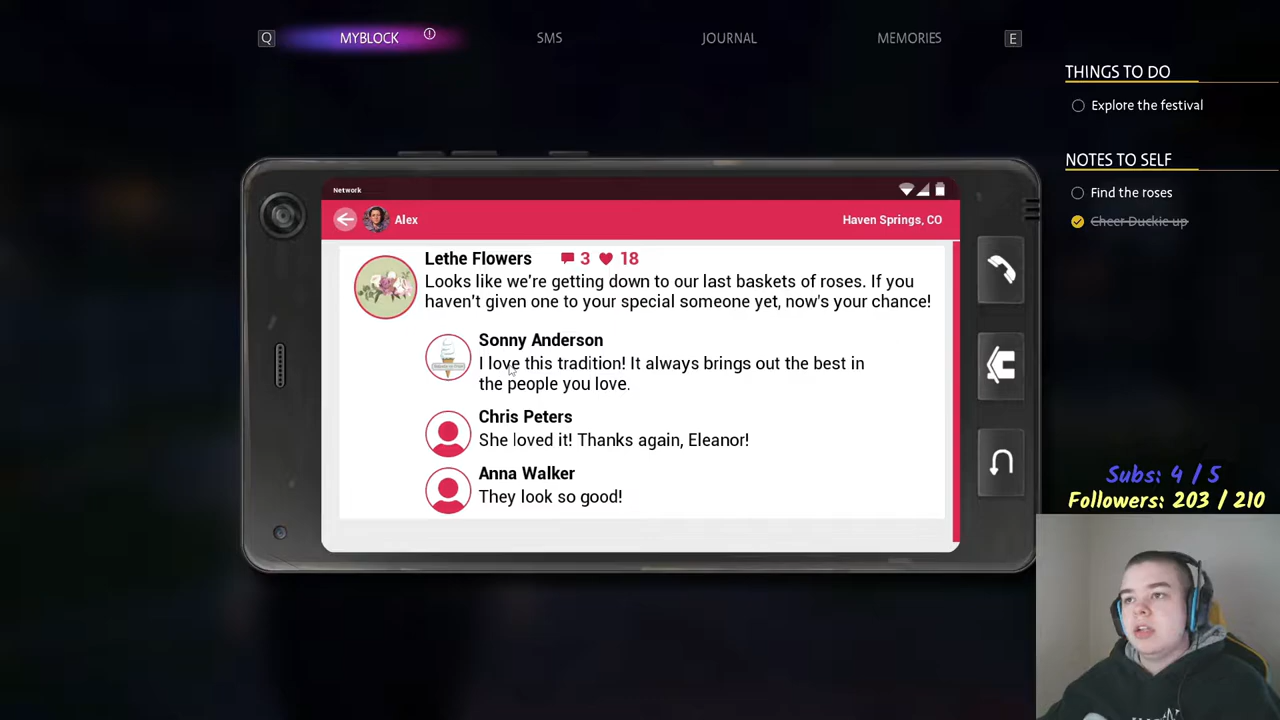 Q
MYBLOCK
SMS
JOURNAL
MEMORIES
E
THINGS TO DO
Explore the festival
NOTES TO SELF
Find the roses
Cheer Duckie up
Network
Alex
Haven Springs, CO
Lethe Flowers 3 18
Looks like we're getting down to our last baskets of roses. If you
haven't given one to your special someone yet, now's your chance!
Sonny Anderson
I love this tradition! It always brings out the best in
the people you love.
Chris Peters
She loved it! Thanks again, Eleanor!
Anna Walker
They look so good!
Subs: 4 / 5
Followers: 203 / 210